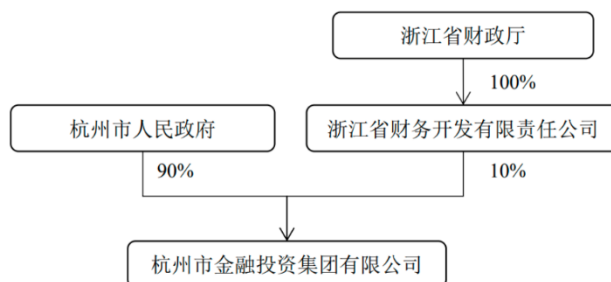 浙江省财政厅
100%
杭州市人民政府
浙江省财务开发有限责任公司
90%
10%
杭州市金融投资集团有限公司